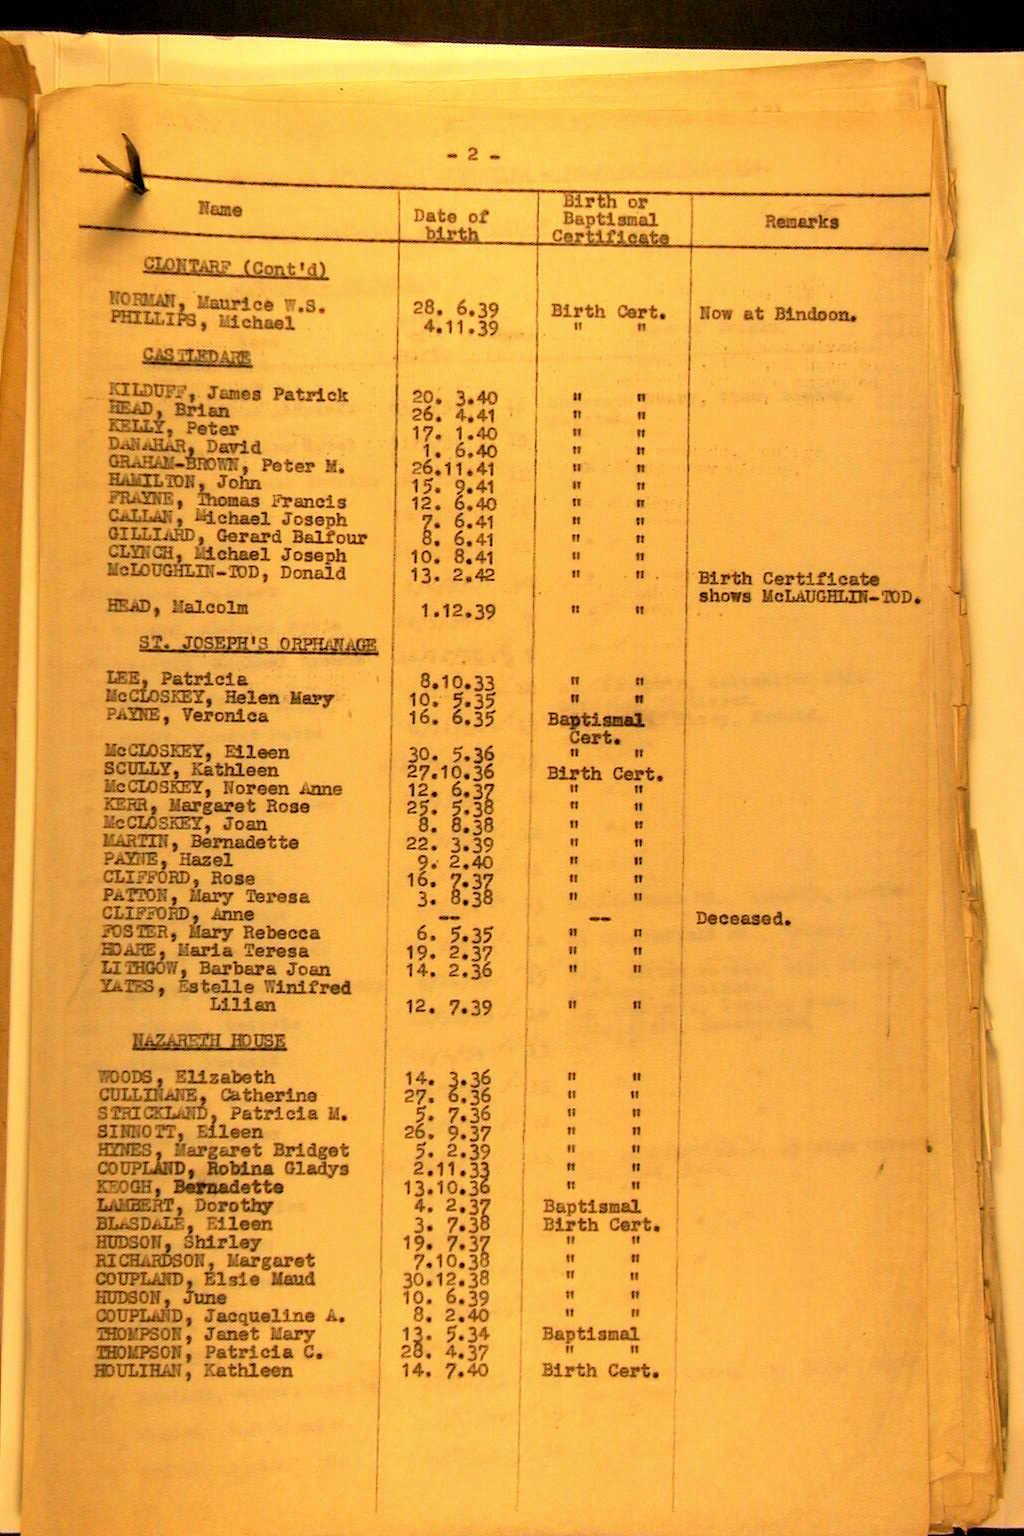 - 2 -
Name Date of birth Birth or Baptismal Certificate Remarks
CLONTARF (Cont'd)
NORMAN, Maurice W.S. 28. 6.39 Birth Cert. Now at Bindoon.
PHILLIPS, Michael 4.11.39 " "
CASTLEDARE
KILDUFF, James Patrick 20. 3.40 " "
HEAD, Brian 26. 4.41 " "
KELLY, Peter 17. 1.40 " "
DANAHAR, David 1. 6.40 " "
GRAHAM-BROWN, Peter M. 26.11.41 " "
HAMILTON, John 15. 9.41 " "
FRAYNE, Thomas Francis 12. 6.40 " "
CALLAN, Michael Joseph 7. 6.41 " "
GILLIARD, Gerard Balfour 8. 6.41 " "
CLYNCH, Michael Joseph 10. 8.41 " "
McLOUGHLIN-TOD, Donald 13. 2.42 " " Birth Certificate
shows McLAUGHLIN-TOD.
HEAD, Malcolm 1.12.39 " "
ST. JOSEPH'S ORPHANAGE
LEE, Patricia 8.10.33 " "
McCLOSKEY, Helen Mary 10. 5.35 " "
PAYNE, Veronica 16. 6.35 Baptismal
Cert.
McCLOSKEY, Eileen 30. 5.36 " "
SCULLY, Kathleen 27.10.36 Birth Cert.
McCLOSKEY, Noreen Anne 12. 6.37 " "
KERR, Margaret Rose 25. 5.38 " "
McCLOSKEY, Joan 8. 8.38 " "
MARTIN, Bernadette 22. 3.39 " "
PAYNE, Hazel 9. 2.40 " "
CLIFFORD, Rose 16. 7.37 " "
PATTON, Mary Teresa 3. 8.38 " "
CLIFFORD, Anne -- -- Deceased.
FOSTER, Mary Rebecca 6. 5.35 " "
HOARE, Maria Teresa 19. 2.37 " "
LITHGOW, Barbara Joan 14. 2.36 " "
YATES, Estelle Winifred
Lilian 12. 7.39 " "
NAZARETH HOUSE
WOODS, Elizabeth 14. 3.36 " "
CULLINANE, Catherine 27. 6.36 " "
STRICKLAND, Patricia M. 5. 7.36 " "
SINNOTT, Eileen 26. 9.37 " "
HYNES, Margaret Bridget 5. 2.39 " "
COUPLAND, Robina Gladys 2.11.33 " "
KEOGH, Bernadette 13.10.36 " "
LAMBERT, Dorothy 4. 2.37 Baptismal
BLASDALE, Eileen 3. 7.38 Birth Cert.
HUDSON, Shirley 19. 7.37 " "
RICHARDSON, Margaret 7.10.38 " "
COUPLAND, Elsie Maud 30.12.38 " "
HUDSON, June 10. 6.39 " "
COUPLAND, Jacqueline A. 8. 2.40 " "
THOMPSON, Janet Mary 13. 5.34 Baptismal
THOMPSON, Patricia C. 28. 4.37 " "
HOULIHAN, Kathleen 14. 7.40 Birth Cert.